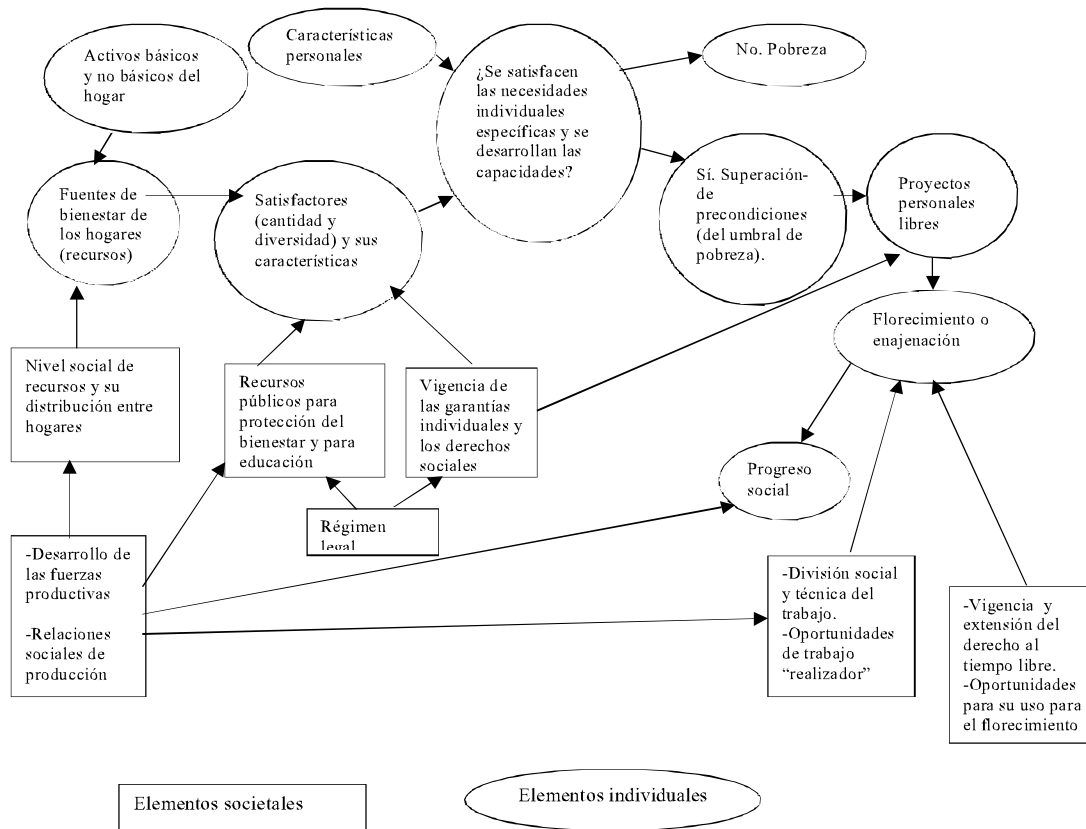 Activos básicos
y no básicos del
hogar
Características
personales
¿Se satisfacen
las necesidades
individuales
específicas y se
desarrollan las
capacidades?
No. Pobreza
Fuentes de
bienestar de
los hogares
(recursos)
Satisfactores
(cantidad y
diversidad) y sus
características
Sí. Superación-
de
precondiciones
(del umbral de
pobreza).
Proyectos
personales
libres
Florecimiento o
enajenación
Nivel social de
recursos y su
distribución entre
hogares
Recursos
públicos para
protección del
bienestar y para
educación
Vigencia de
las garantías
individuales y
los derechos
sociales
Progreso
social
Régimen
legal
-Desarrollo de
las fuerzas
productivas
-Relaciones
sociales de
producción
-División social
y técnica del
trabajo.
-Oportunidades
de trabajo
“realizador”
-Vigencia y
extensión del
derecho al
tiempo libre.
-Oportunidades
para su uso para
el florecimiento
Elementos societales
Elementos individuales